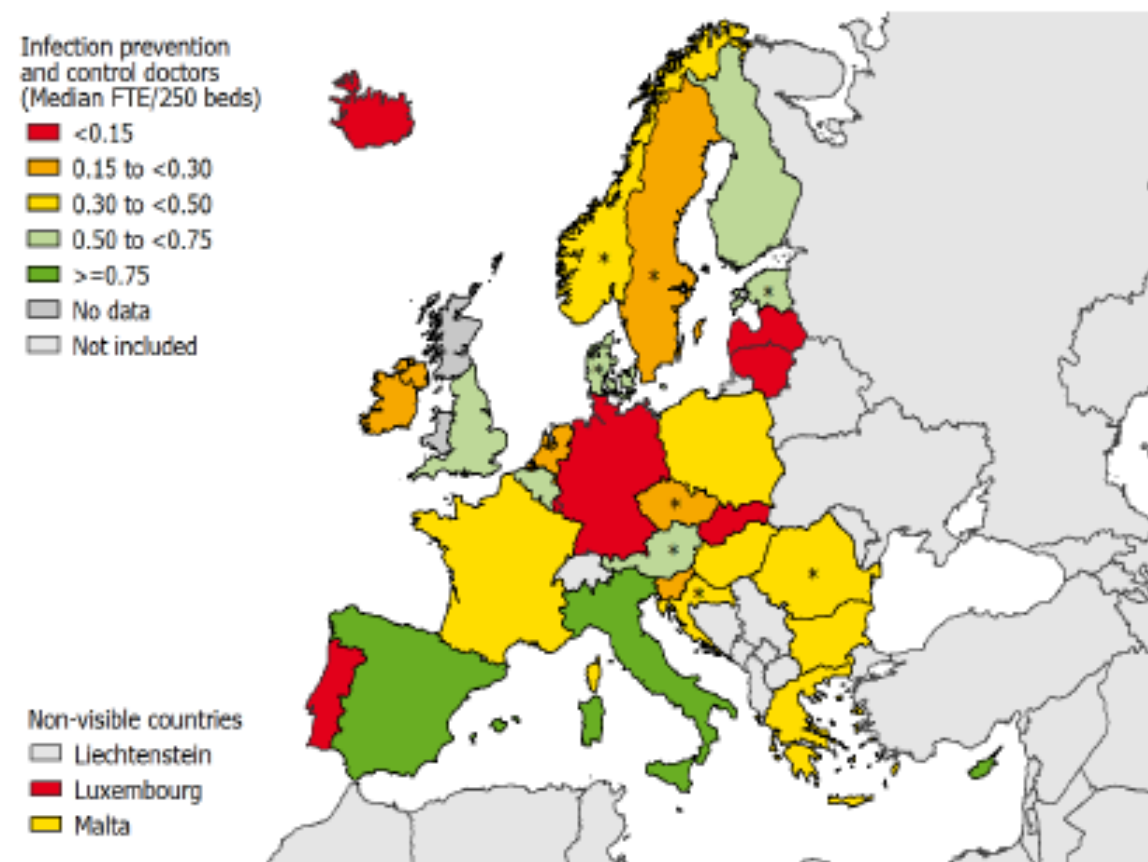 Infection prevention
and control doctors
(Median FTE/250 beds)
<0.15
0.15 to <0.30
0.30 to <0.50
0.50 to <0.75
>=0.75
No data
Not included
Non-visible countries
Liechtenstein
Luxembourg
Malta